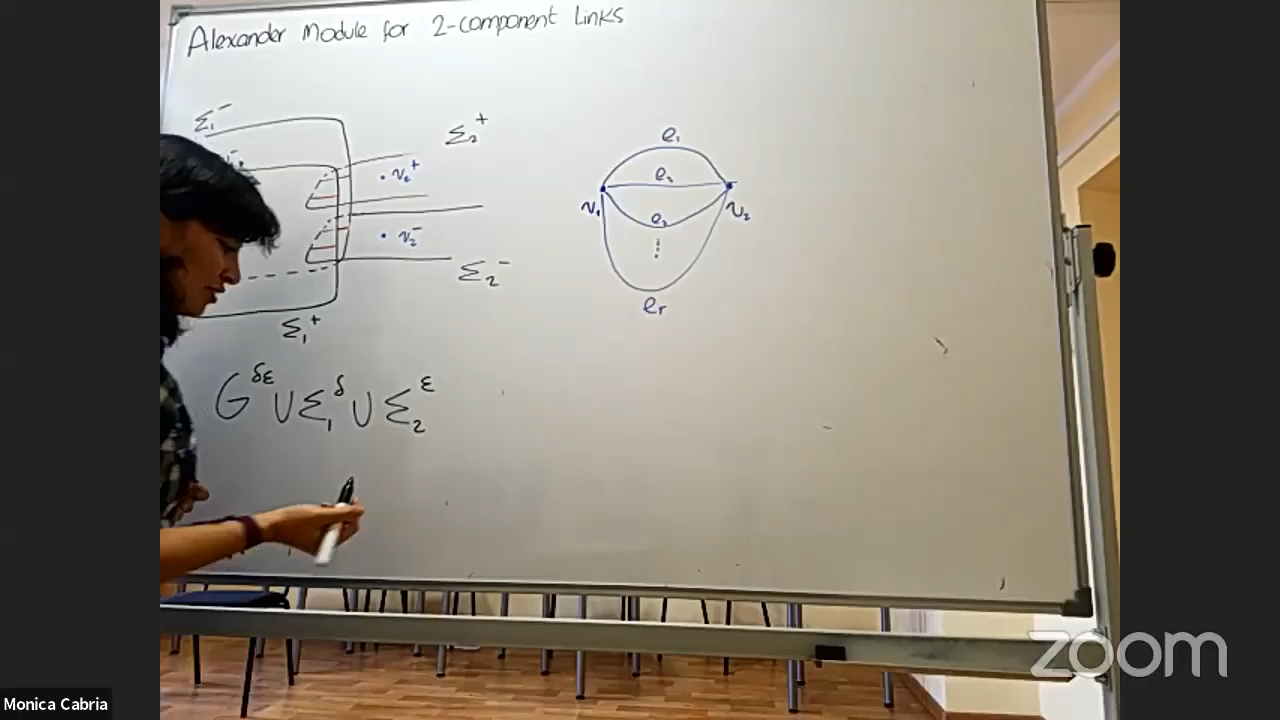 Alexander Module for 2-component Links
Σ₁⁻
Σ₂⁺
v₂⁺
v₂⁻
Σ₂⁻
Σ₁⁺
e₁
e₂
v₁
v₂
e₃
⋮
eᵣ
G^δε ∪ Σ₁^δ ∪ Σ₂^ε
zoom
Monica Cabria